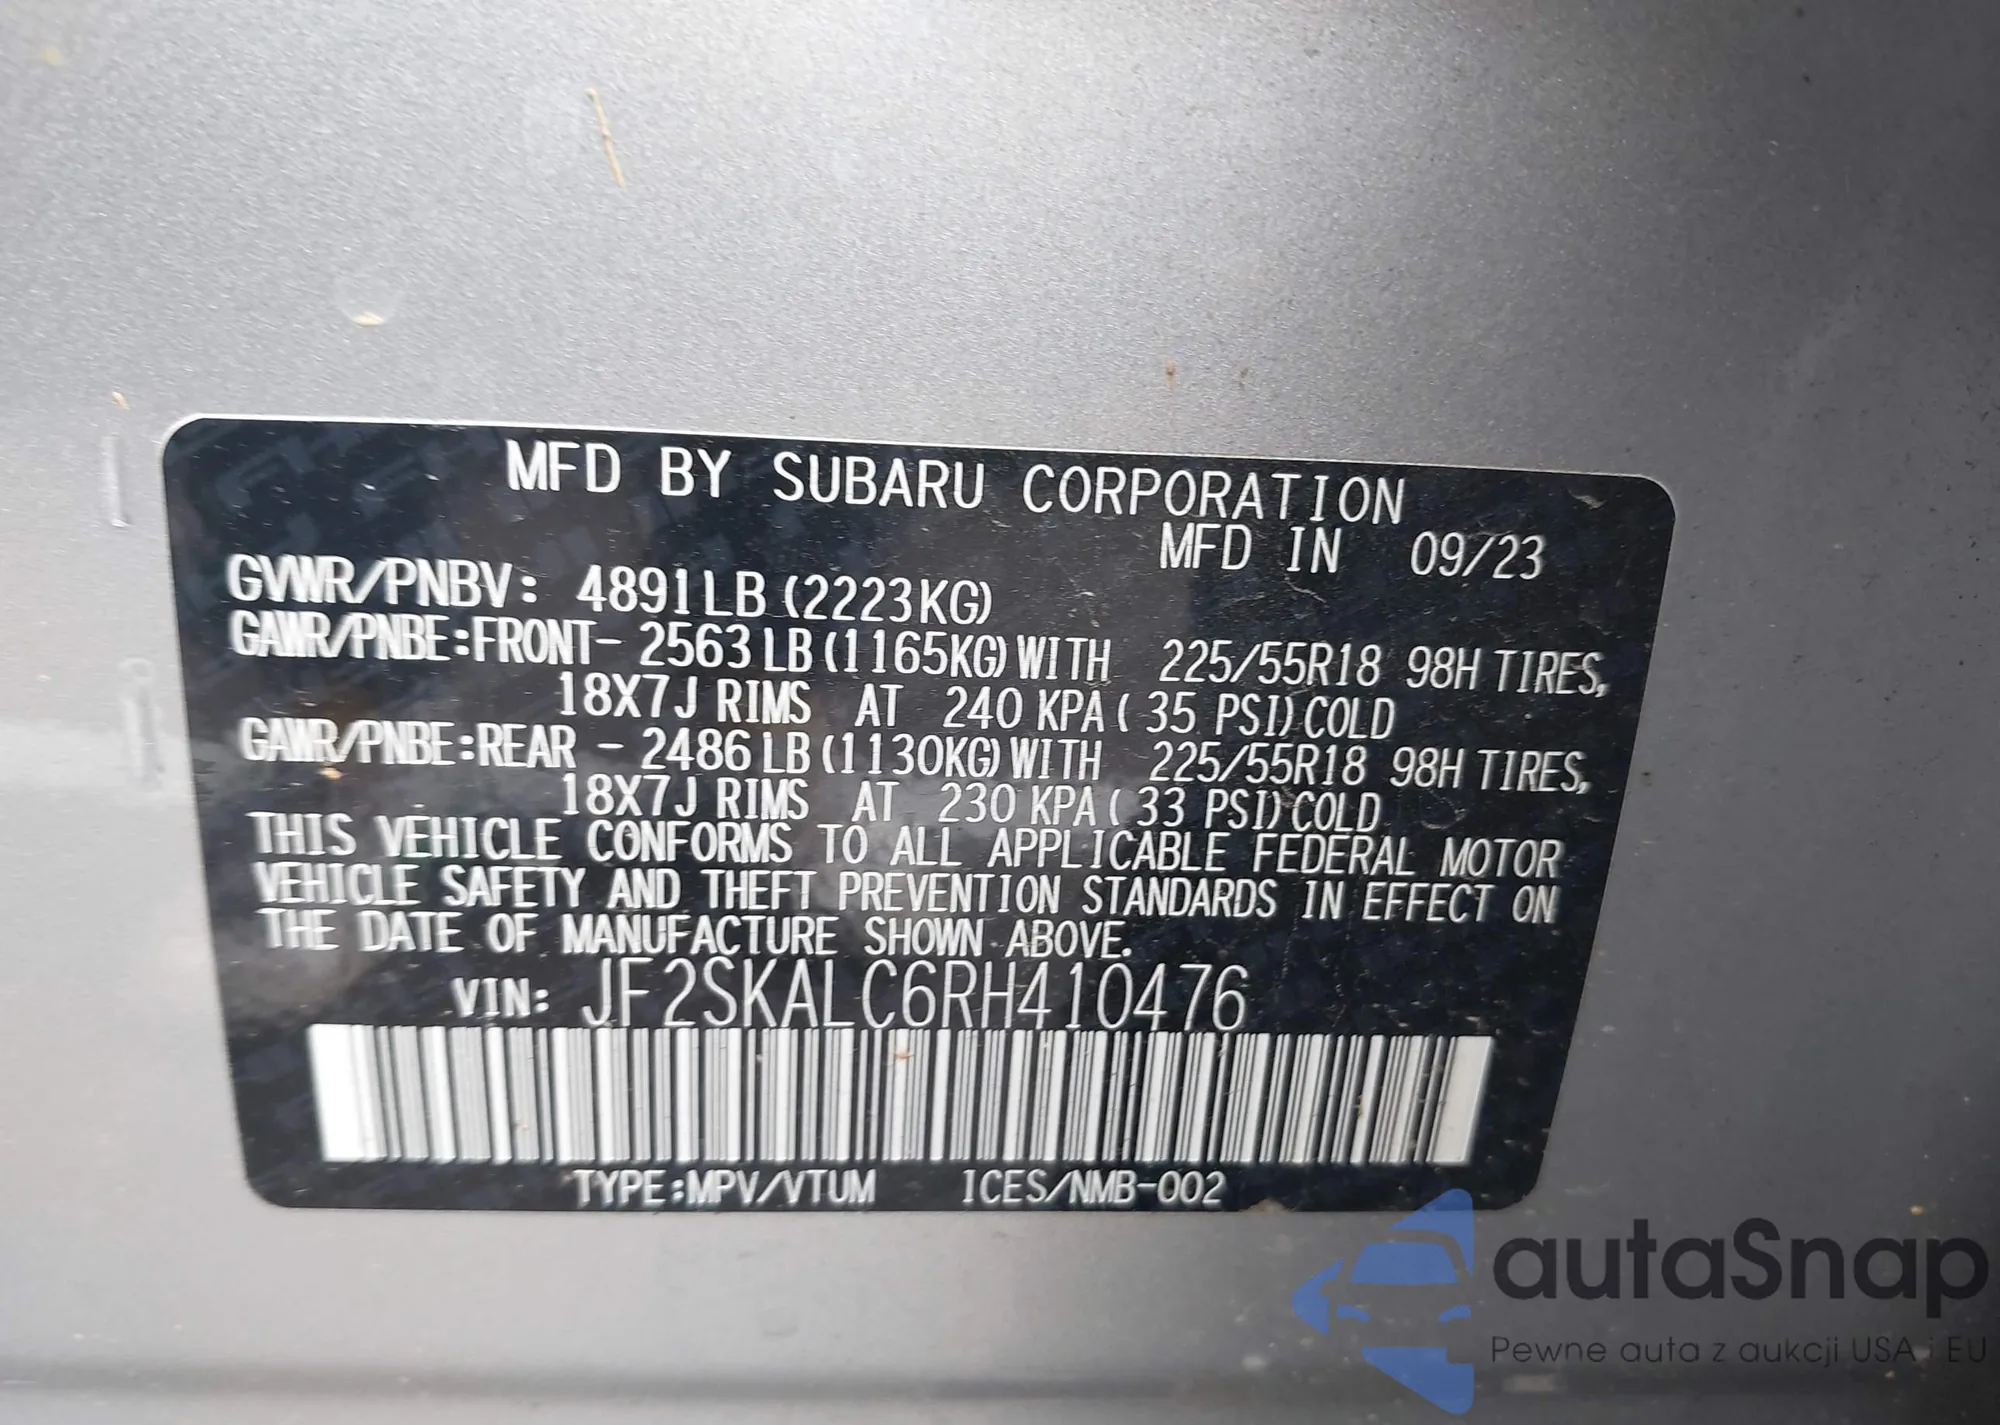 MFD BY SUBARU CORPORATION
MFD IN 09/23
GVWR/PNBV: 4891LB (2223KG)
GAWR/PNBE:FRONT- 2563LB (1165KG) WITH 225/55R18 98H TIRES,
18X7J RIMS AT 240 KPA ( 35 PSI) COLD
GAWR/PNBE:REAR - 2486LB (1130KG) WITH 225/55R18 98H TIRES,
18X7J RIMS AT 230 KPA ( 33 PSI) COLD
THIS VEHICLE CONFORMS TO ALL APPLICABLE FEDERAL MOTOR
VEHICLE SAFETY AND THEFT PREVENTION STANDARDS IN EFFECT ON
THE DATE OF MANUFACTURE SHOWN ABOVE.
VIN: JF2SKALC6RH410476
TYPE:MPV/VTUM ICES/NMB-002
autaSnap
Pewne auta z aukcji USA i EU